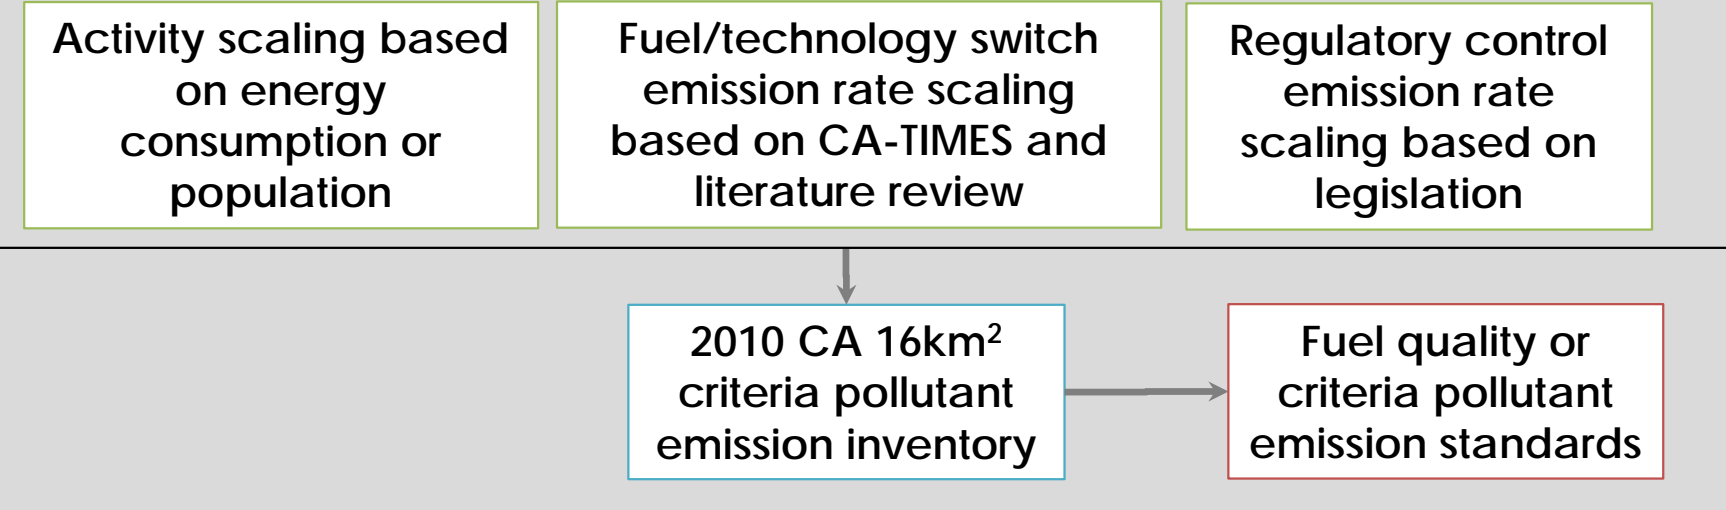 Activity scaling based
on energy
consumption or
population
Fuel/technology switch
emission rate scaling
based on CA-TIMES and
literature review
Regulatory control
emission rate
scaling based on
legislation
2010 CA 16km²
criteria pollutant
emission inventory
Fuel quality or
criteria pollutant
emission standards